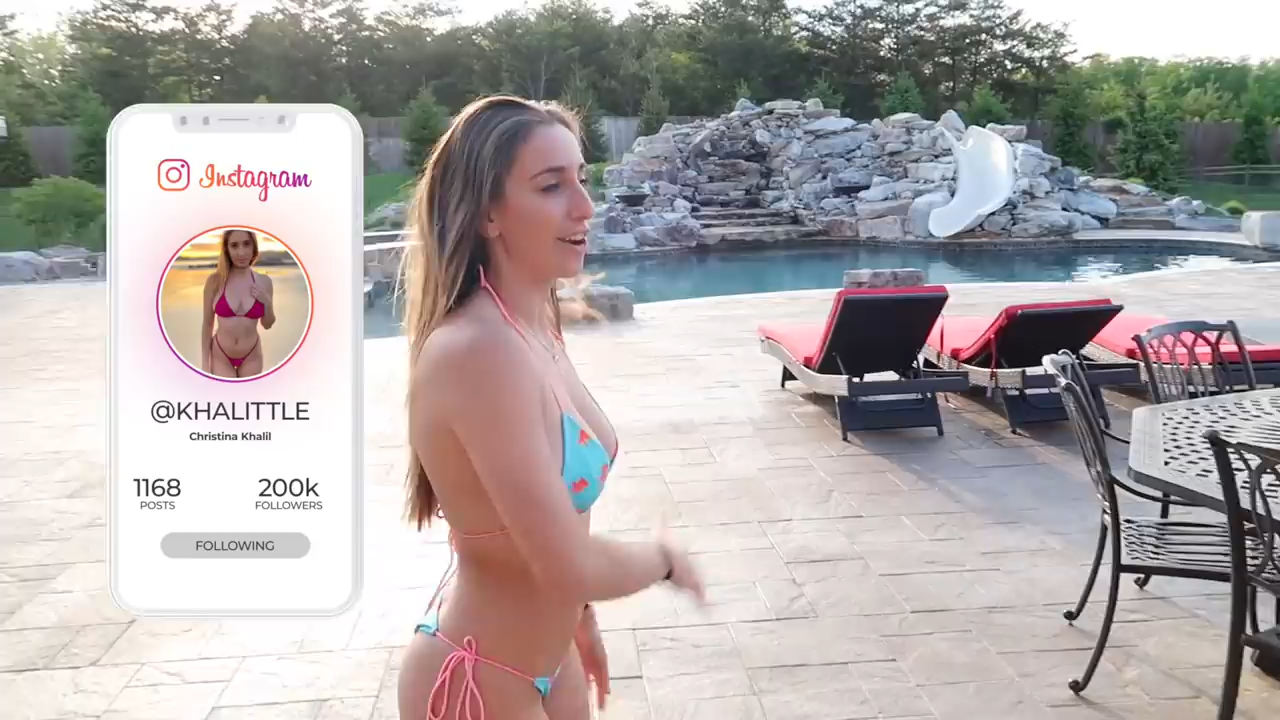 Instagram
@KHALITTLE
Christina Khalil
1168
POSTS
200k
FOLLOWERS
FOLLOWING